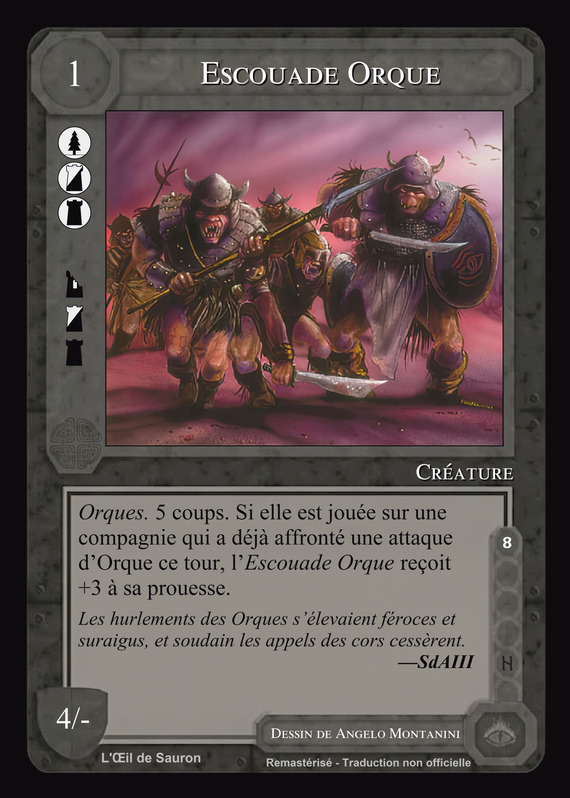 1
Escouade Orque
Créature
Orques. 5 coups. Si elle est jouée sur une
compagnie qui a déjà affronté une attaque
d'Orque ce tour, l'Escouade Orque reçoit
+3 à sa prouesse.
Les hurlements des Orques s'élevaient féroces et
suraigus, et soudain les appels des cors cessèrent.
—SdAIII
8
4/-
Dessin de Angelo Montanini
L'Œil de Sauron
Remastérisé - Traduction non officielle